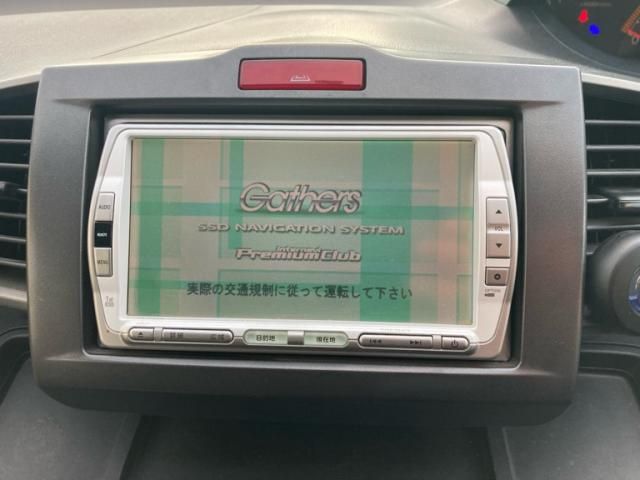 Gathers
SSD NAVIGATION SYSTEM
internavi
PremiumClub
実際の交通規制に従って運転して下さい
AUDIO
MENU
VOL
OPTION
目的地
現在地